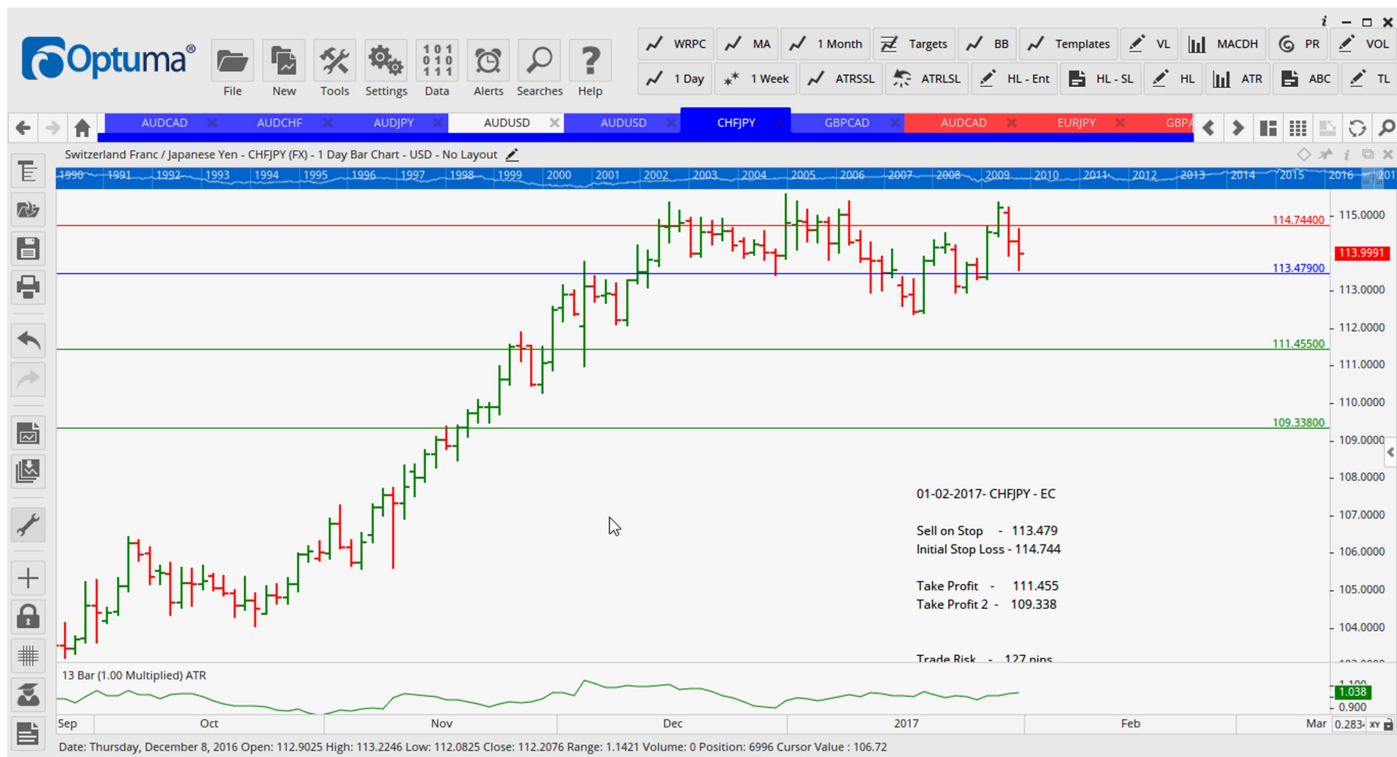 Optuma®
File New Tools Settings Data Alerts Searches Help
WRPC MA 1 Month Targets BB Templates VL MACDH PR VOL
1 Day 1 Week ATRSSL ATRLSL HL - Ent HL - SL HL ATR ABC TL
AUDCAD AUDCHF AUDJPY AUDUSD AUDUSD CHFJPY GBPCAD AUDCAD EURJPY
Switzerland Franc / Japanese Yen - CHFJPY (FX) - 1 Day Bar Chart - USD - No Layout
1990 1991 1992 1993 1994 1995 1996 1997 1998 1999 2000 2001 2002 2003 2004 2005 2006 2007 2008 2009 2010 2011 2012 2013 2014 2015 2016
115.0000
114.74400
113.9991
113.47900
113.0000
112.0000
111.45500
111.0000
110.0000
109.33800
109.0000
108.0000
107.0000
106.0000
105.0000
104.0000
01-02-2017- CHFJPY - EC
Sell on Stop - 113.479
Initial Stop Loss - 114.744
Take Profit - 111.455
Take Profit 2 - 109.338
Trade Risk - 127 pips
13 Bar (1.00 Multiplied) ATR
1.100
1.038
0.900
Sep Oct Nov Dec 2017 Feb Mar
XY
Date: Thursday, December 8, 2016 Open: 112.9025 High: 113.2246 Low: 112.0825 Close: 112.2076 Range: 1.1421 Volume: 0 Position: 6996 Cursor Value : 106.72